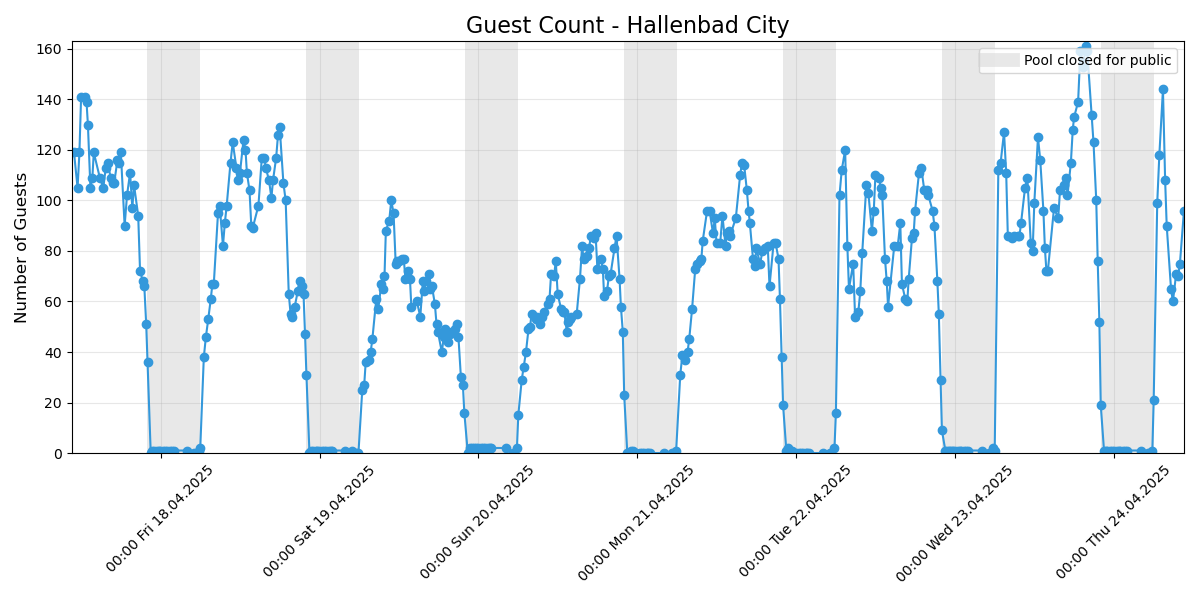 Guest Count - Hallenbad City
Pool closed for public
Number of Guests
160
140
120
100
80
60
40
20
0
00:00 Fri 18.04.2025
00:00 Sat 19.04.2025
00:00 Sun 20.04.2025
00:00 Mon 21.04.2025
00:00 Tue 22.04.2025
00:00 Wed 23.04.2025
00:00 Thu 24.04.2025